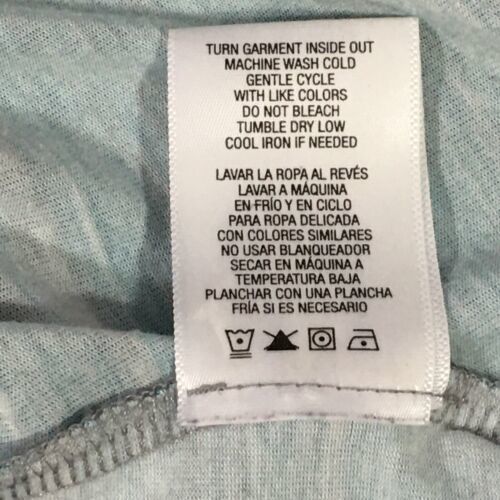 TURN GARMENT INSIDE OUT
MACHINE WASH COLD
GENTLE CYCLE
WITH LIKE COLORS
DO NOT BLEACH
TUMBLE DRY LOW
COOL IRON IF NEEDED
LAVAR LA ROPA AL REVÉS
LAVAR A MÁQUINA
EN FRÍO Y EN CICLO
PARA ROPA DELICADA
CON COLORES SIMILARES
NO USAR BLANQUEADOR
SECAR EN MÁQUINA A
TEMPERATURA BAJA
PLANCHAR CON UNA PLANCHA
FRÍA SI ES NECESARIO